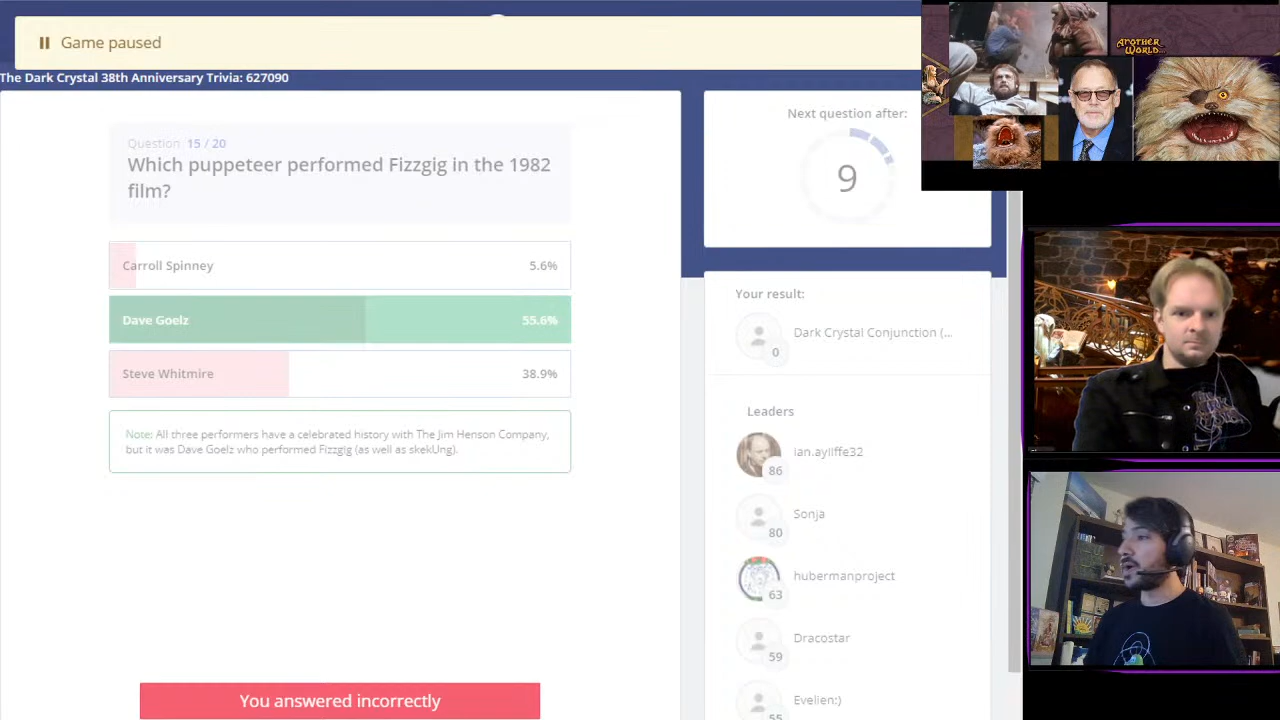 Game paused
The Dark Crystal 38th Anniversary Trivia: 627090
Question 15 / 20
Which puppeteer performed Fizzgig in the 1982
film?
Carroll Spinney 5.6%
Dave Goelz 55.6%
Steve Whitmire 38.9%
Note: All three performers have a celebrated history with The Jim Henson Company,
but it was Dave Goelz who performed Fizzgig (as well as skekUng).
You answered incorrectly
Next question after:
9
Your result:
Dark Crystal Conjunction (...
0
Leaders
ian.ayliffe32
86
Sonja
80
hubermanproject
63
Dracostar
59
Evelien:)
55
ANOTHER
WORLD...